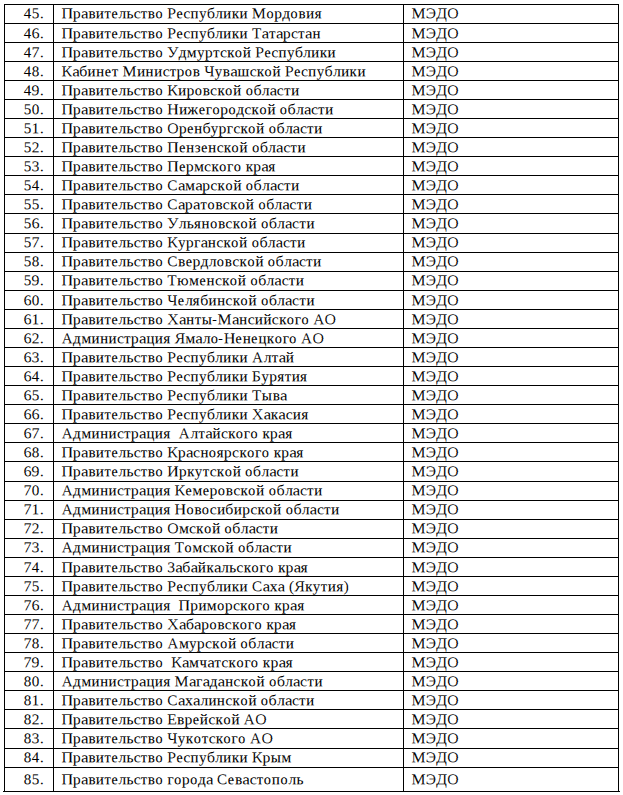 45. Правительство Республики Мордовия МЭДО
46. Правительство Республики Татарстан МЭДО
47. Правительство Удмуртской Республики МЭДО
48. Кабинет Министров Чувашской Республики МЭДО
49. Правительство Кировской области МЭДО
50. Правительство Нижегородской области МЭДО
51. Правительство Оренбургской области МЭДО
52. Правительство Пензенской области МЭДО
53. Правительство Пермского края МЭДО
54. Правительство Самарской области МЭДО
55. Правительство Саратовской области МЭДО
56. Правительство Ульяновской области МЭДО
57. Правительство Курганской области МЭДО
58. Правительство Свердловской области МЭДО
59. Правительство Тюменской области МЭДО
60. Правительство Челябинской области МЭДО
61. Правительство Ханты-Мансийского АО МЭДО
62. Администрация Ямало-Ненецкого АО МЭДО
63. Правительство Республики Алтай МЭДО
64. Правительство Республики Бурятия МЭДО
65. Правительство Республики Тыва МЭДО
66. Правительство Республики Хакасия МЭДО
67. Администрация Алтайского края МЭДО
68. Правительство Красноярского края МЭДО
69. Правительство Иркутской области МЭДО
70. Администрация Кемеровской области МЭДО
71. Администрация Новосибирской области МЭДО
72. Правительство Омской области МЭДО
73. Администрация Томской области МЭДО
74. Правительство Забайкальского края МЭДО
75. Правительство Республики Саха (Якутия) МЭДО
76. Администрация Приморского края МЭДО
77. Правительство Хабаровского края МЭДО
78. Правительство Амурской области МЭДО
79. Правительство Камчатского края МЭДО
80. Администрация Магаданской области МЭДО
81. Правительство Сахалинской области МЭДО
82. Правительство Еврейской АО МЭДО
83. Правительство Чукотского АО МЭДО
84. Правительство Республики Крым МЭДО
85. Правительство города Севастополь МЭДО